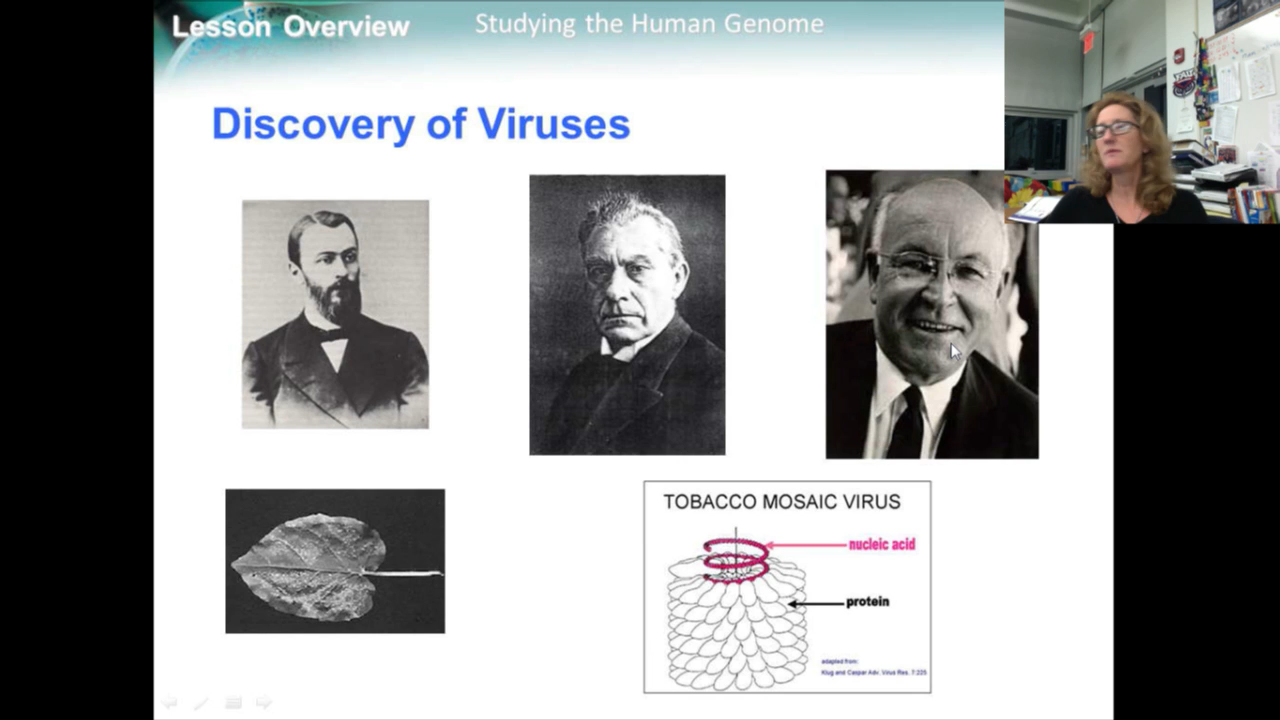 Lesson Overview
Studying the Human Genome
Discovery of Viruses
TOBACCO MOSAIC VIRUS
nucleic acid
protein
adapted from:
Klug and Caspar Adv. Virus Res. 7:225